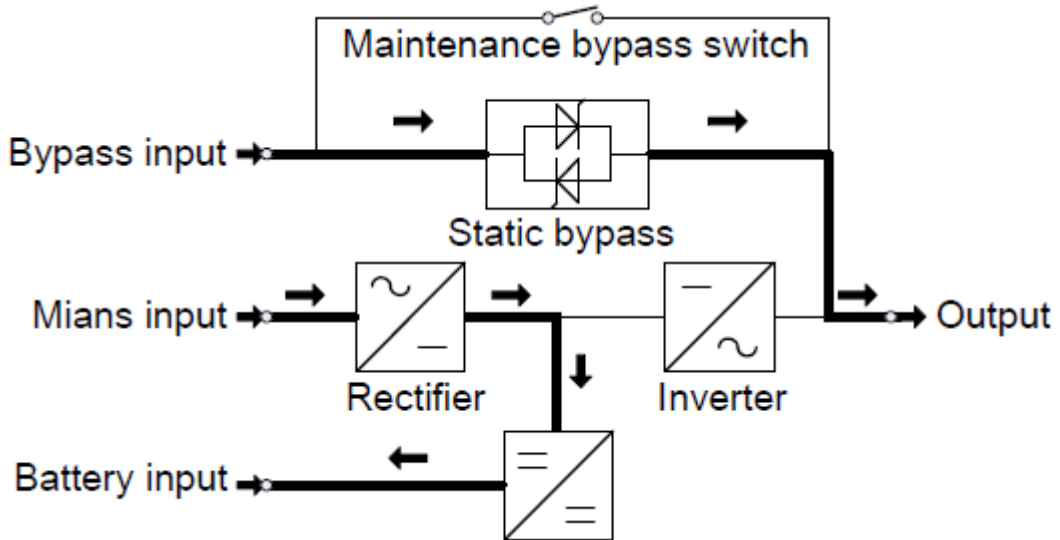 Maintenance bypass switch
Bypass input
Static bypass
Mians input
Output
Rectifier
Inverter
Battery input